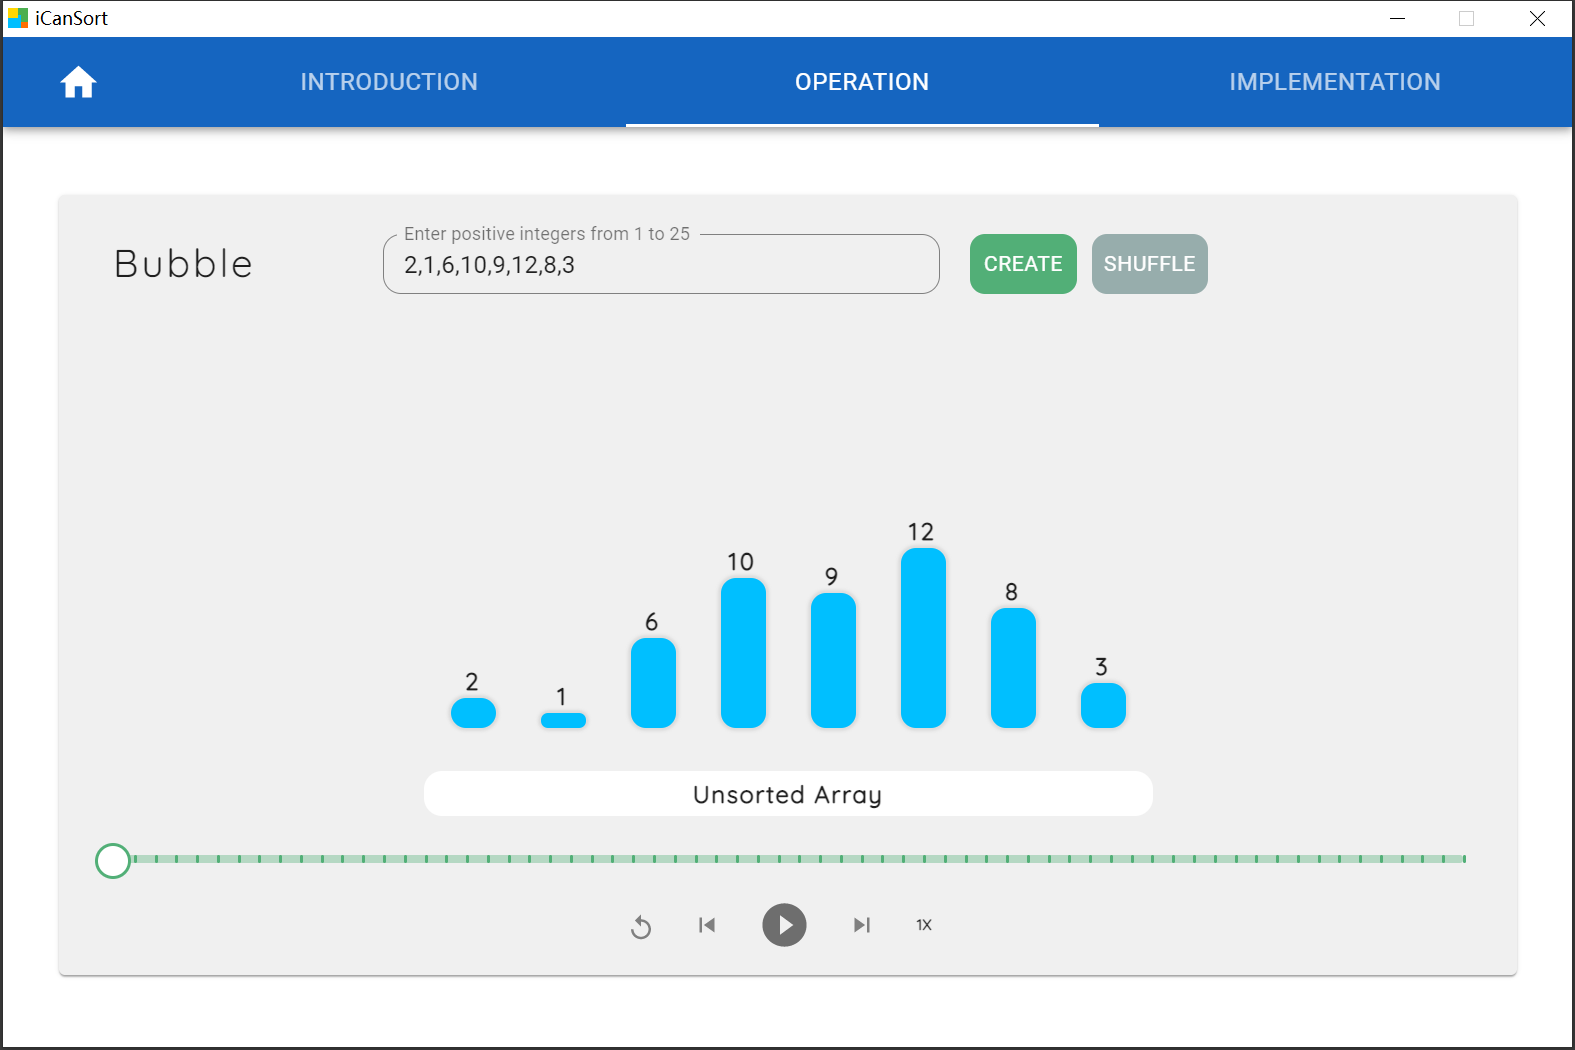 iCanSort
INTRODUCTION
OPERATION
IMPLEMENTATION
Bubble
Enter positive integers from 1 to 25
2,1,6,10,9,12,8,3
CREATE
SHUFFLE
2
1
6
10
9
12
8
3
Unsorted Array
1X